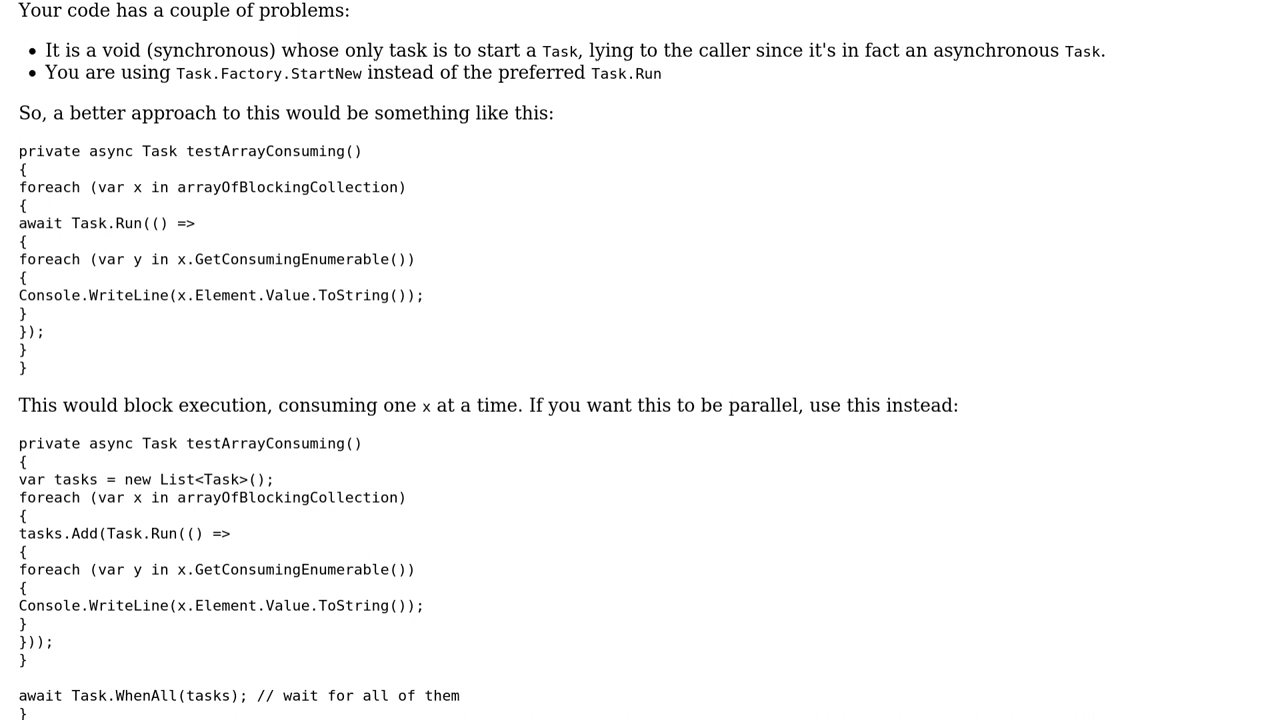 Your code has a couple of problems:
• It is a void (synchronous) whose only task is to start a Task, lying to the caller since it's in fact an asynchronous Task.
• You are using Task.Factory.StartNew instead of the preferred Task.Run
So, a better approach to this would be something like this:
private async Task testArrayConsuming()
{
foreach (var x in arrayOfBlockingCollection)
{
await Task.Run(() =>
{
foreach (var y in x.GetConsumingEnumerable())
{
Console.WriteLine(x.Element.Value.ToString());
}
});
}
}
This would block execution, consuming one x at a time. If you want this to be parallel, use this instead:
private async Task testArrayConsuming()
{
var tasks = new List<Task>();
foreach (var x in arrayOfBlockingCollection)
{
tasks.Add(Task.Run(() =>
{
foreach (var y in x.GetConsumingEnumerable())
{
Console.WriteLine(x.Element.Value.ToString());
}
}));
}
await Task.WhenAll(tasks); // wait for all of them
}